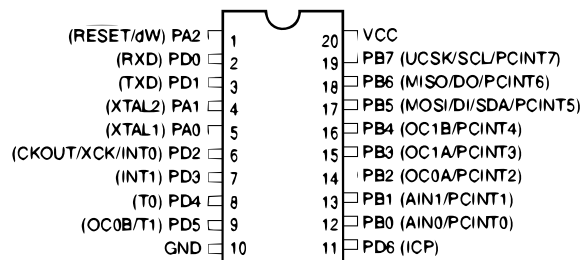 (RESET/dW) PA2 1 20 VCC
(RXD) PD0 2 19 PB7 (UCSK/SCL/PCINT7)
(TXD) PD1 3 18 PB6 (MISO/DO/PCINT6)
(XTAL2) PA1 4 17 PB5 (MOSI/DI/SDA/PCINT5)
(XTAL1) PA0 5 16 PB4 (OC1B/PCINT4)
(CKOUT/XCK/INT0) PD2 6 15 PB3 (OC1A/PCINT3)
(INT1) PD3 7 14 PB2 (OC0A/PCINT2)
(T0) PD4 8 13 PB1 (AIN1/PCINT1)
(OC0B/T1) PD5 9 12 PB0 (AIN0/PCINT0)
GND 10 11 PD6 (ICP)